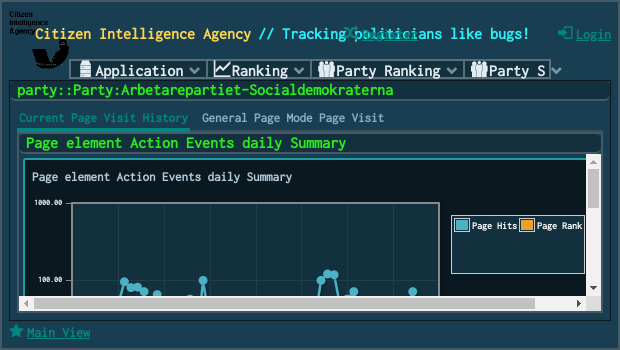 Citizen
Intelligence
Agency
Citizen Intelligence Agency // Tracking politicians like bugs!
Register
Login
Application
Ranking
Party Ranking
Party S
party::Party:Arbetarepartiet-Socialdemokraterna
Current Page Visit History
General Page Mode Page Visit
Page element Action Events daily Summary
Page element Action Events daily Summary
1000.00
100.00
Page Hits
Page Rank
Main View